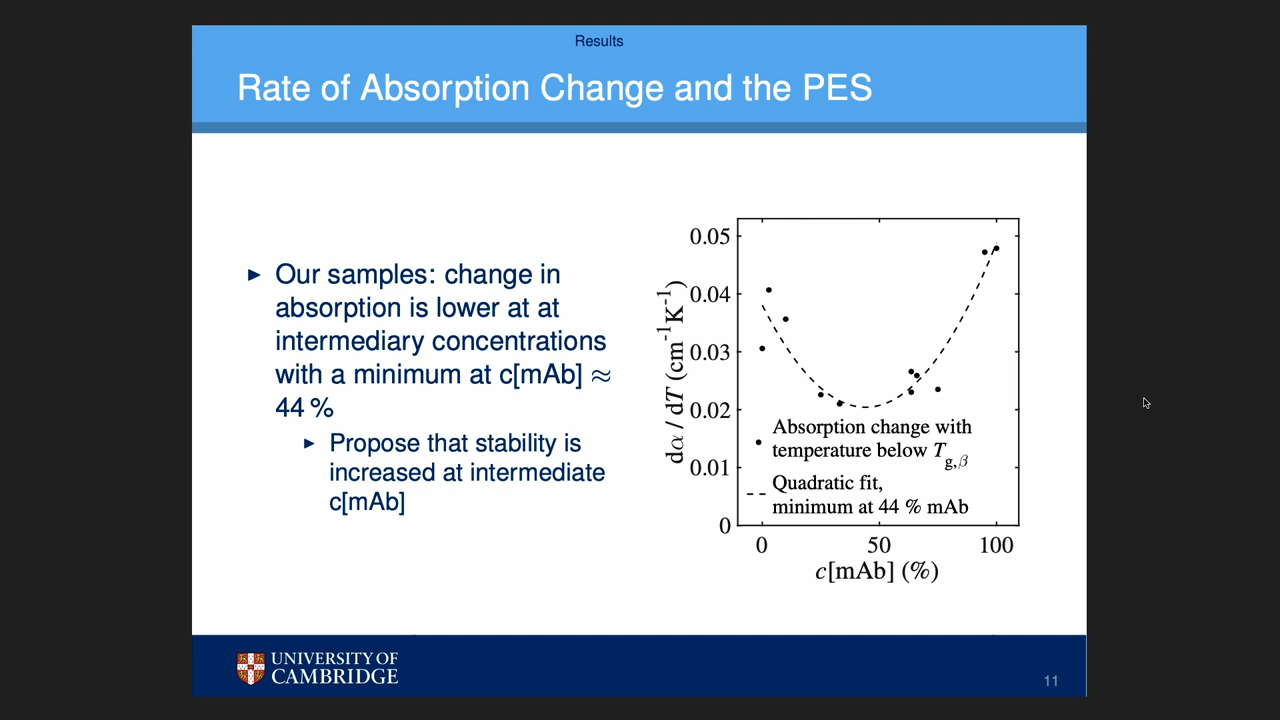 Results
Rate of Absorption Change and the PES
▸ Our samples: change in
absorption is lower at at
intermediary concentrations
with a minimum at c[mAb] ≈
44 %
▸ Propose that stability is
increased at intermediate
c[mAb]
dα / dT (cm⁻¹K⁻¹)
0.05
0.04
0.03
0.02
0.01
0
Absorption change with
temperature below T_g,β
Quadratic fit,
minimum at 44 % mAb
0 50 100
c[mAb] (%)
UNIVERSITY OF
CAMBRIDGE
11